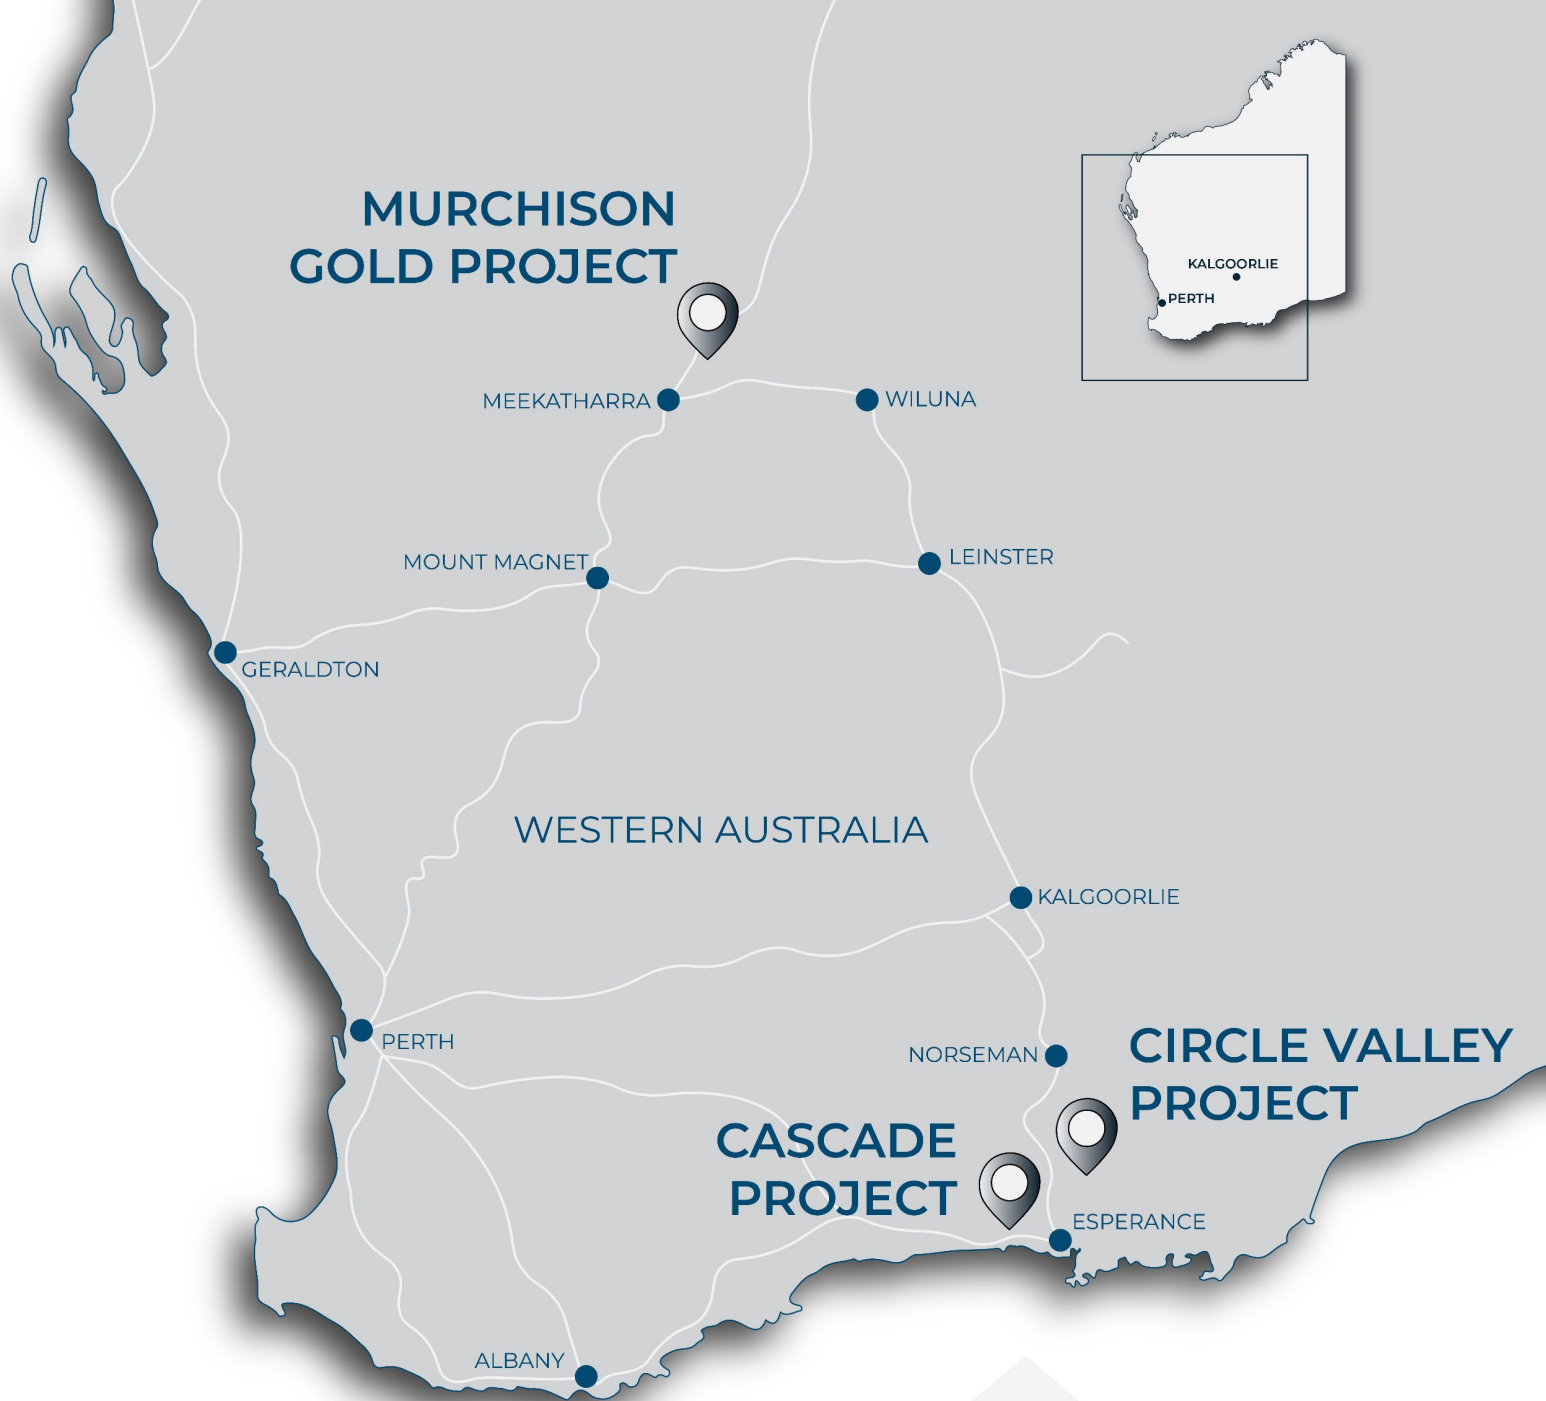 MURCHISON
GOLD PROJECT
KALGOORLIE
PERTH
MEEKATHARRA
WILUNA
MOUNT MAGNET
LEINSTER
GERALDTON
WESTERN AUSTRALIA
KALGOORLIE
PERTH
NORSEMAN
CIRCLE VALLEY
PROJECT
CASCADE
PROJECT
ESPERANCE
ALBANY